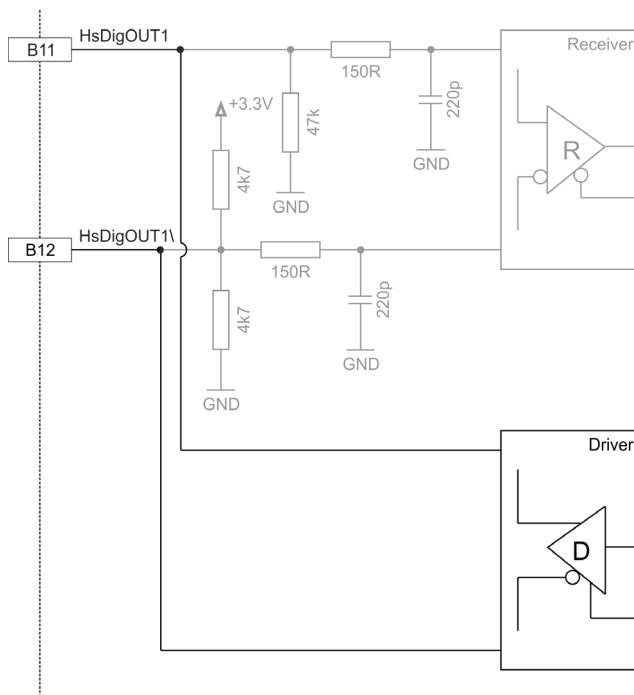 B11
HsDigOUT1
Receiver
150R
+3.3V
47k
220p
GND
R
4k7
GND
B12
HsDigOUT1\
150R
4k7
220p
GND
GND
Driver
D